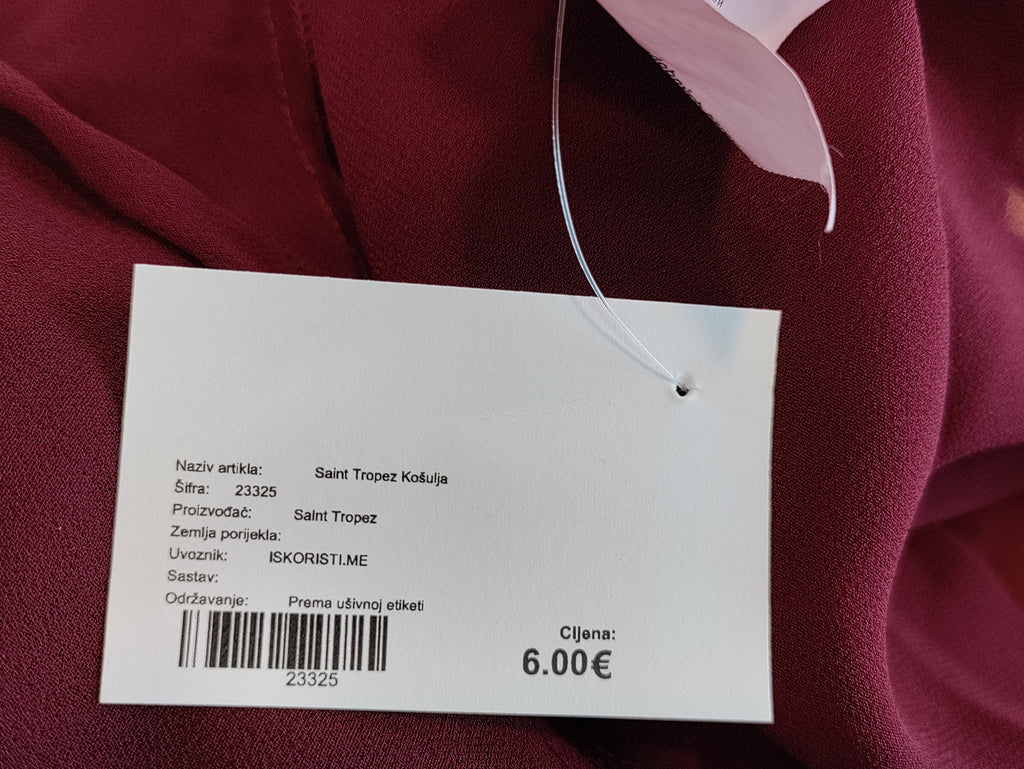 Naziv artikla: Saint Tropez Košulja
Šifra: 23325
Proizvođač: Saint Tropez
Zemlja porijekla:
Uvoznik: ISKORISTI.ME
Sastav:
Održavanje: Prema ušivnoj etiketi
23325
Cijena:
6.00€